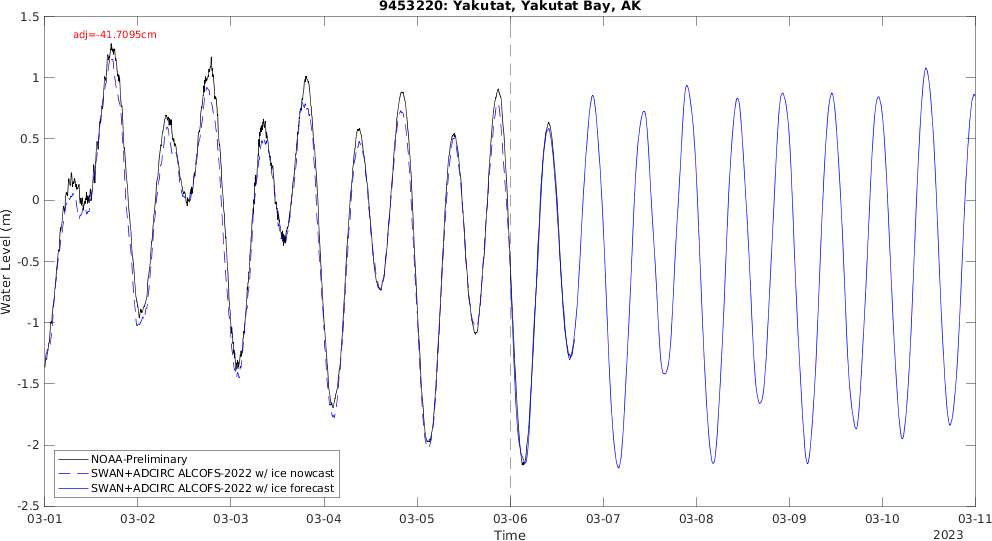 9453220: Yakutat, Yakutat Bay, AK
adj=-41.7095cm
1.5
1
0.5
0
-0.5
-1
-1.5
-2
-2.5
Water Level (m)
NOAA-Preliminary
SWAN+ADCIRC ALCOFS-2022 w/ ice nowcast
SWAN+ADCIRC ALCOFS-2022 w/ ice forecast
03-01 03-02 03-03 03-04 03-05 03-06 03-07 03-08 03-09 03-10 03-11
Time
2023